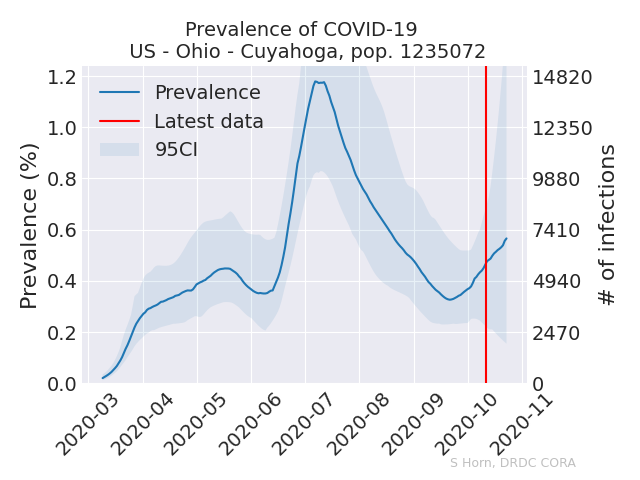 Prevalence of COVID-19
US - Ohio - Cuyahoga, pop. 1235072
Prevalence
Latest data
95CI
Prevalence (%)
1.2
1.0
0.8
0.6
0.4
0.2
0.0
14820
12350
9880
7410
4940
2470
0
# of infections
2020-03
2020-04
2020-05
2020-06
2020-07
2020-08
2020-09
2020-10
2020-11
S Horn, DRDC CORA